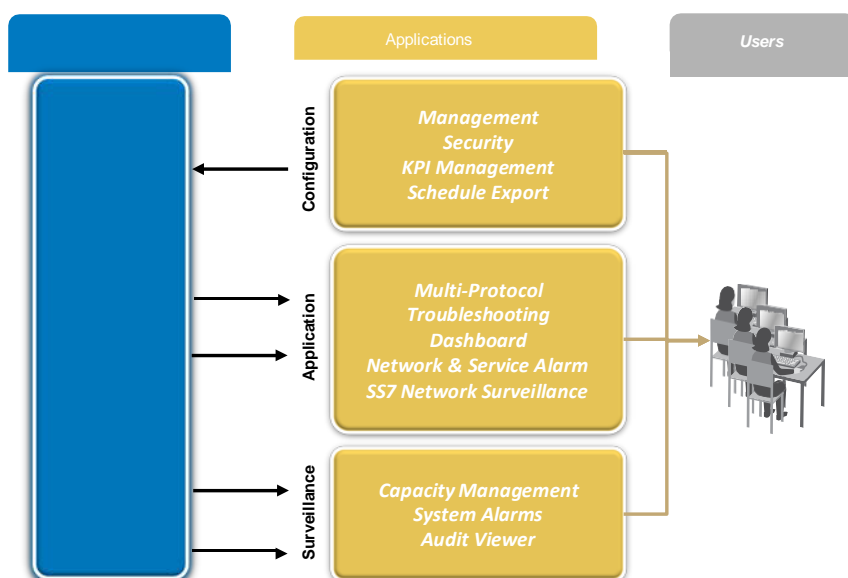 Applications
Users
Configuration
Management
Security
KPI Management
Schedule Export
Application
Multi-Protocol
Troubleshooting
Dashboard
Network & Service Alarm
SS7 Network Surveillance
Surveillance
Capacity Management
System Alarms
Audit Viewer